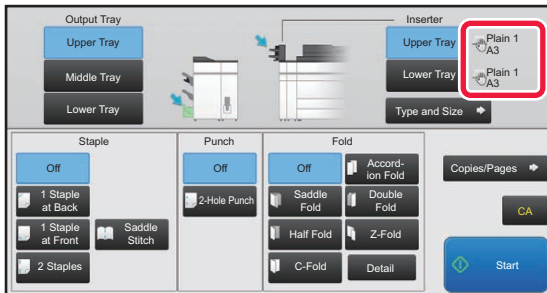 Output Tray
Inserter
Upper Tray
Upper Tray
Plain 1
A3
Middle Tray
Lower Tray
Plain 1
A3
Lower Tray
Type and Size
Staple
Punch
Fold
Off
Off
Off
Accord-
ion Fold
Copies/Pages
1 Staple
at Back
2-Hole Punch
Saddle
Fold
Double
Fold
CA
1 Staple
at Front
Saddle
Stitch
Half Fold
Z-Fold
2 Staples
C-Fold
Detail
Start